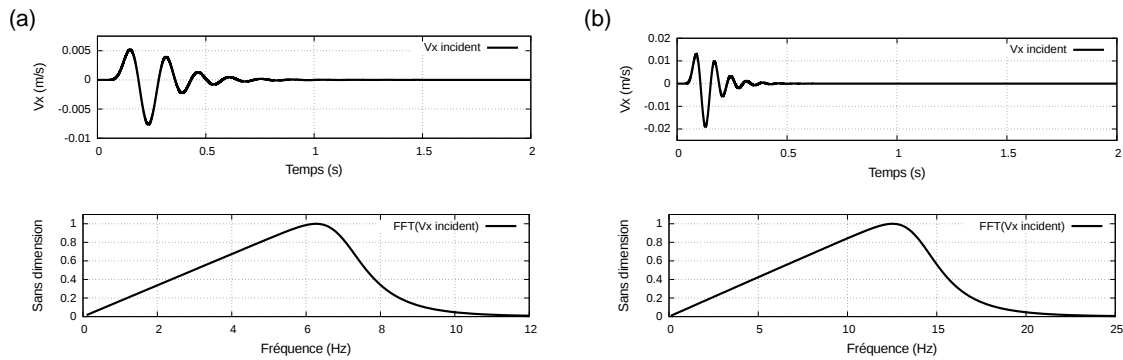 (a)
Vx (m/s)
0.005
0
-0.005
-0.01
Vx incident
0 0.5 1 1.5 2
Temps (s)
Sans dimension
1
0.8
0.6
0.4
0.2
0
FFT(Vx incident)
0 2 4 6 8 10 12
Fréquence (Hz)
(b)
Vx (m/s)
0.02
0.01
0
-0.01
-0.02
Vx incident
0 0.5 1 1.5 2
Temps (s)
Sans dimension
1
0.8
0.6
0.4
0.2
0
FFT(Vx incident)
0 5 10 15 20 25
Fréquence (Hz)